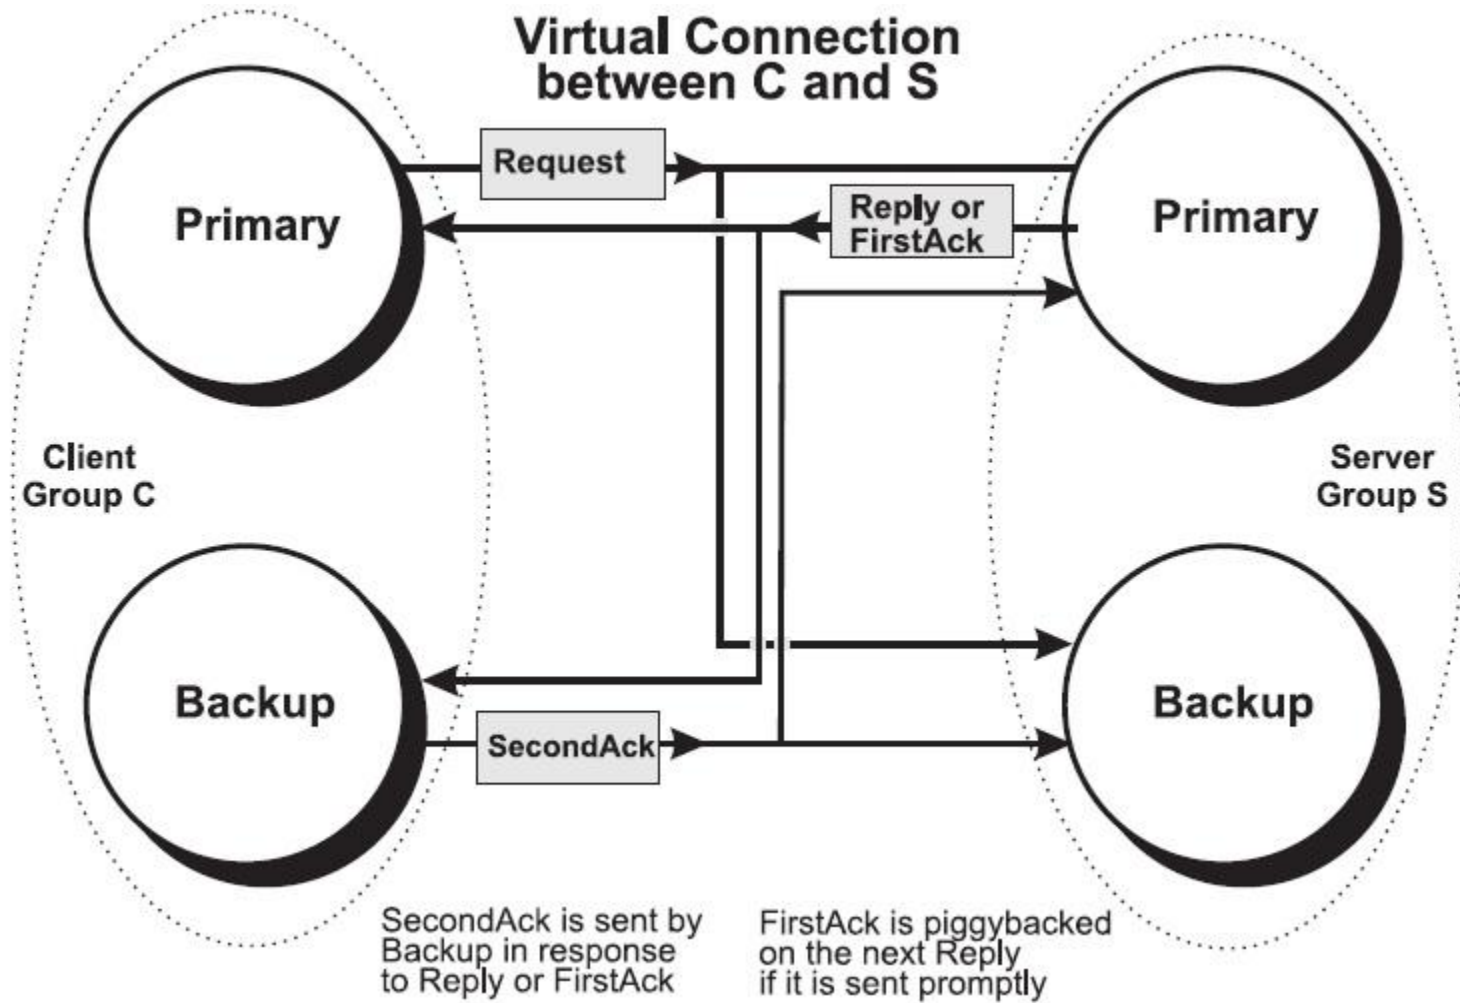 Virtual Connection
between C and S
Request
Primary
Reply or
FirstAck
Primary
Client
Group C
Server
Group S
Backup
Backup
SecondAck
SecondAck is sent by
Backup in response
to Reply or FirstAck
FirstAck is piggybacked
on the next Reply
if it is sent promptly